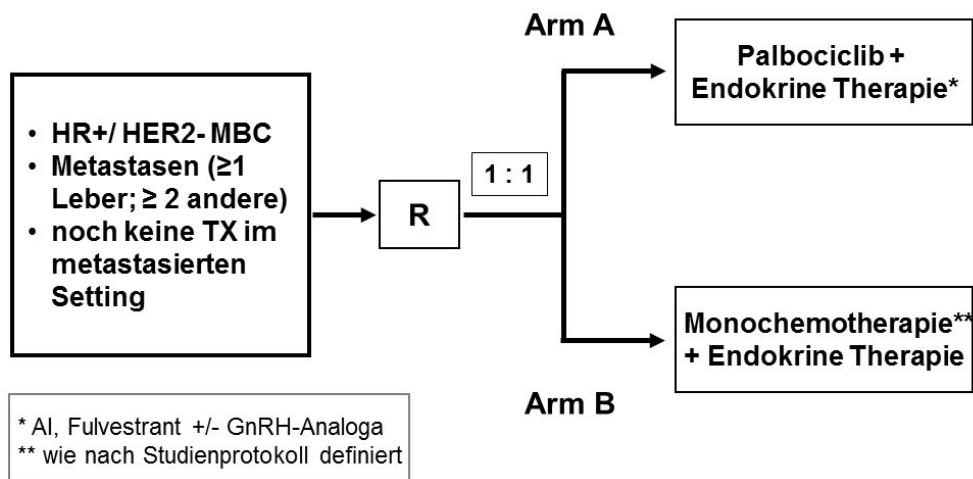 Arm A
Palbociclib +
Endokrine Therapie*
• HR+/ HER2- MBC
• Metastasen (≥1
Leber; ≥ 2 andere)
• noch keine TX im
metastasierten
Setting
R
1 : 1
Monochemotherapie**
+ Endokrine Therapie
Arm B
* AI, Fulvestrant +/- GnRH-Analoga
** wie nach Studienprotokoll definiert